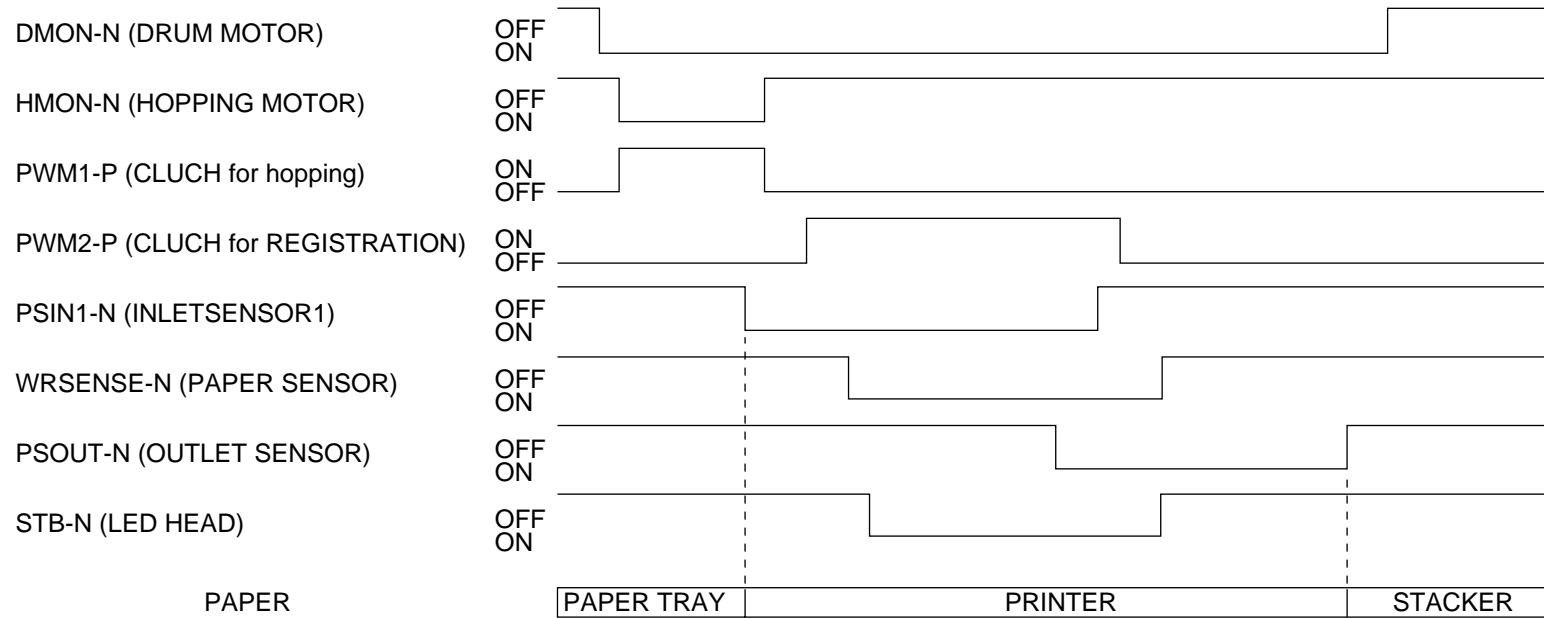 DMON-N (DRUM MOTOR) OFF
ON
HMON-N (HOPPING MOTOR) OFF
ON
PWM1-P (CLUCH for hopping) ON
OFF
PWM2-P (CLUCH for REGISTRATION) ON
OFF
PSIN1-N (INLETSENSOR1) OFF
ON
WRSENSE-N (PAPER SENSOR) OFF
ON
PSOUT-N (OUTLET SENSOR) OFF
ON
STB-N (LED HEAD) OFF
ON
PAPER PAPER TRAY PRINTER STACKER